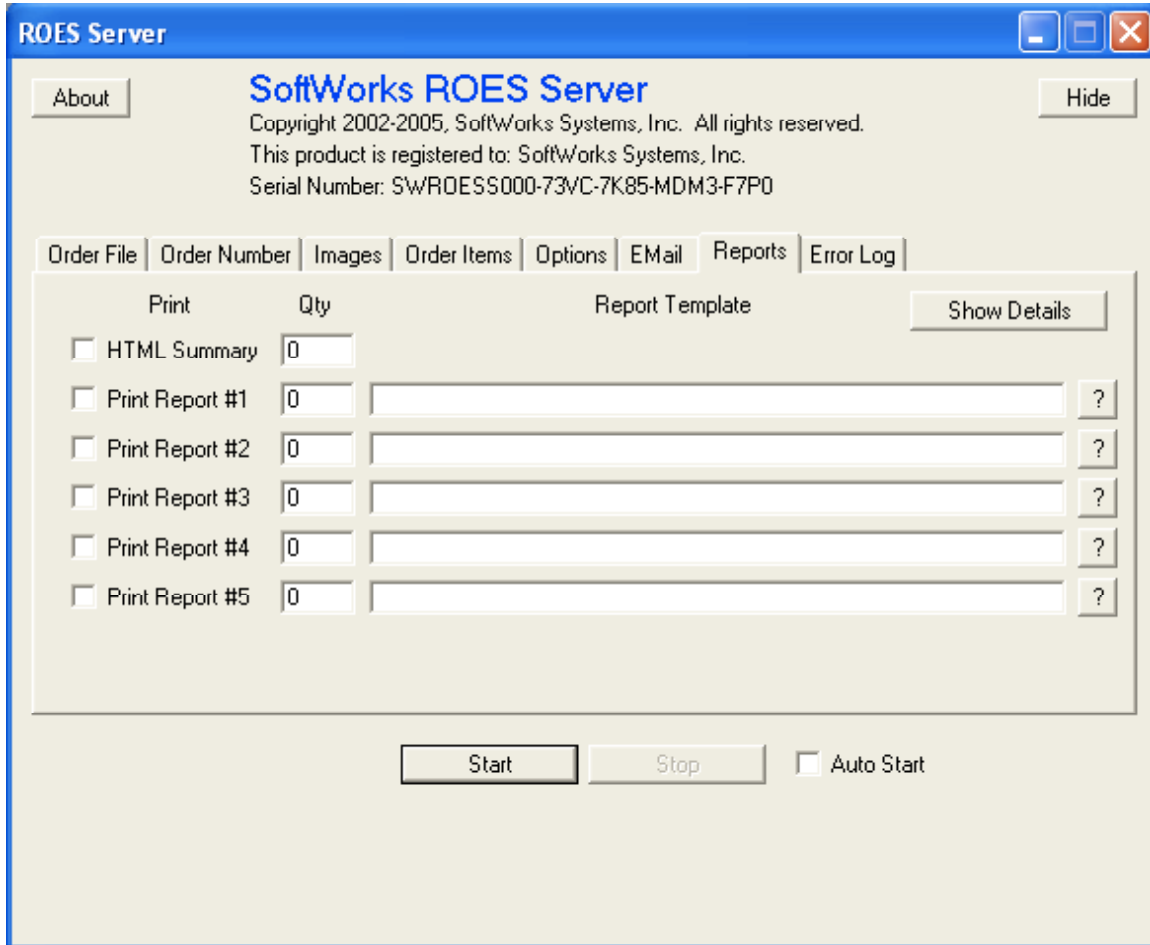 ROES Server
About
SoftWorks ROES Server
Hide
Copyright 2002-2005, SoftWorks Systems, Inc. All rights reserved.
This product is registered to: SoftWorks Systems, Inc.
Serial Number: SWROESS000-73VC-7K85-MDM3-F7P0
Order File Order Number Images Order Items Options EMail Reports Error Log
Print Qty Report Template Show Details
HTML Summary 0
Print Report #1 0 ?
Print Report #2 0 ?
Print Report #3 0 ?
Print Report #4 0 ?
Print Report #5 0 ?
Start Stop Auto Start